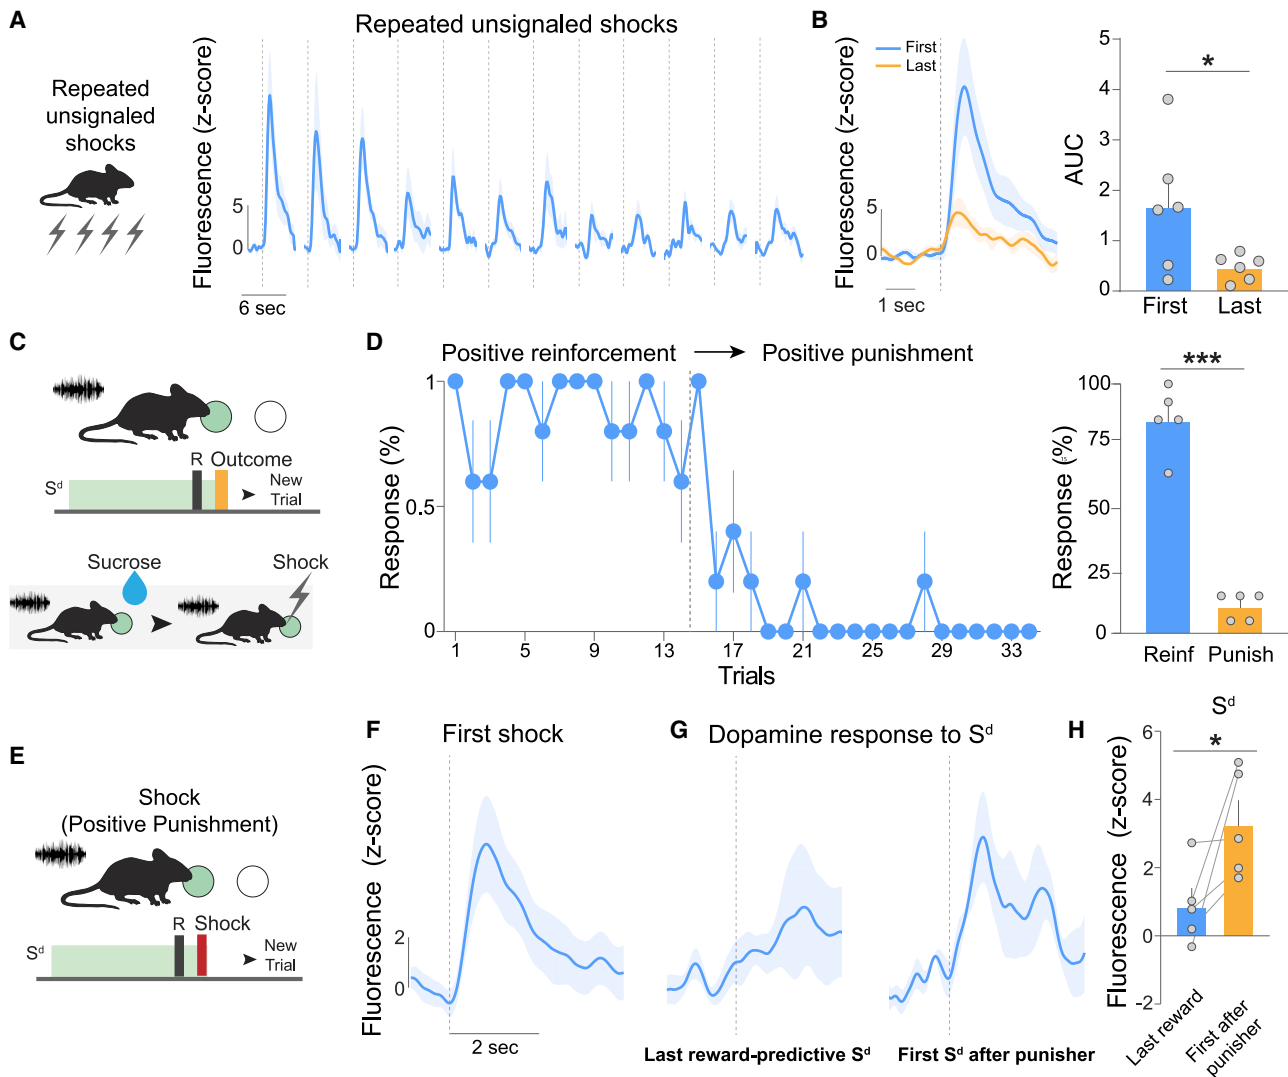 A
Repeated unsignaled shocks
Repeated
unsignaled
shocks
Fluorescence (z-score)
5
0
6 sec
B
First
Last
Fluorescence (z-score)
5
0
1 sec
AUC
5
4
3
2
1
0
*
First
Last
C
R
Outcome
Sᵈ
New
Trial
Sucrose
Shock
D
Positive reinforcement
Positive punishment
Response (%)
1
0.5
0
1
5
9
13
17
21
25
29
33
Trials
Response (%)
100
75
50
25
0
***
Reinf
Punish
E
Shock
(Positive Punishment)
R
Shock
Sᵈ
New
Trial
F
First shock
Fluorescence (z-score)
2
0
2 sec
G
Dopamine response to Sᵈ
Last reward-predictive Sᵈ
First Sᵈ after punisher
H
Sᵈ
Fluorescence (z-score)
6
4
2
0
-2
*
Last reward
First after
punisher